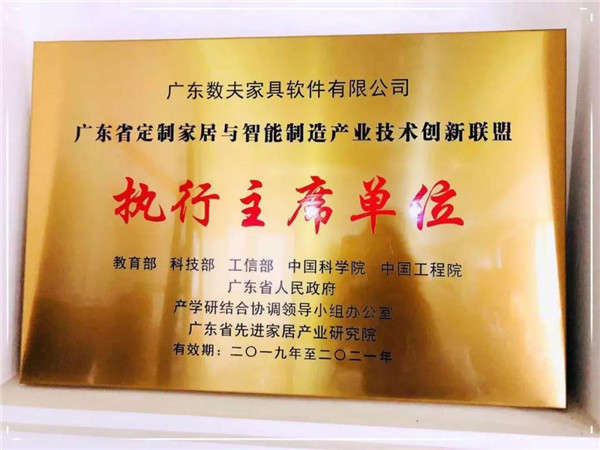 广东数夫家具软件有限公司
广东省定制家居与智能制造产业技术创新联盟
执行主席单位
教育部 科技部 工信部 中国科学院 中国工程院
广东省人民政府
产学研结合协调领导小组办公室
广东省先进家居产业研究院
有效期：二〇一九年至二〇二一年